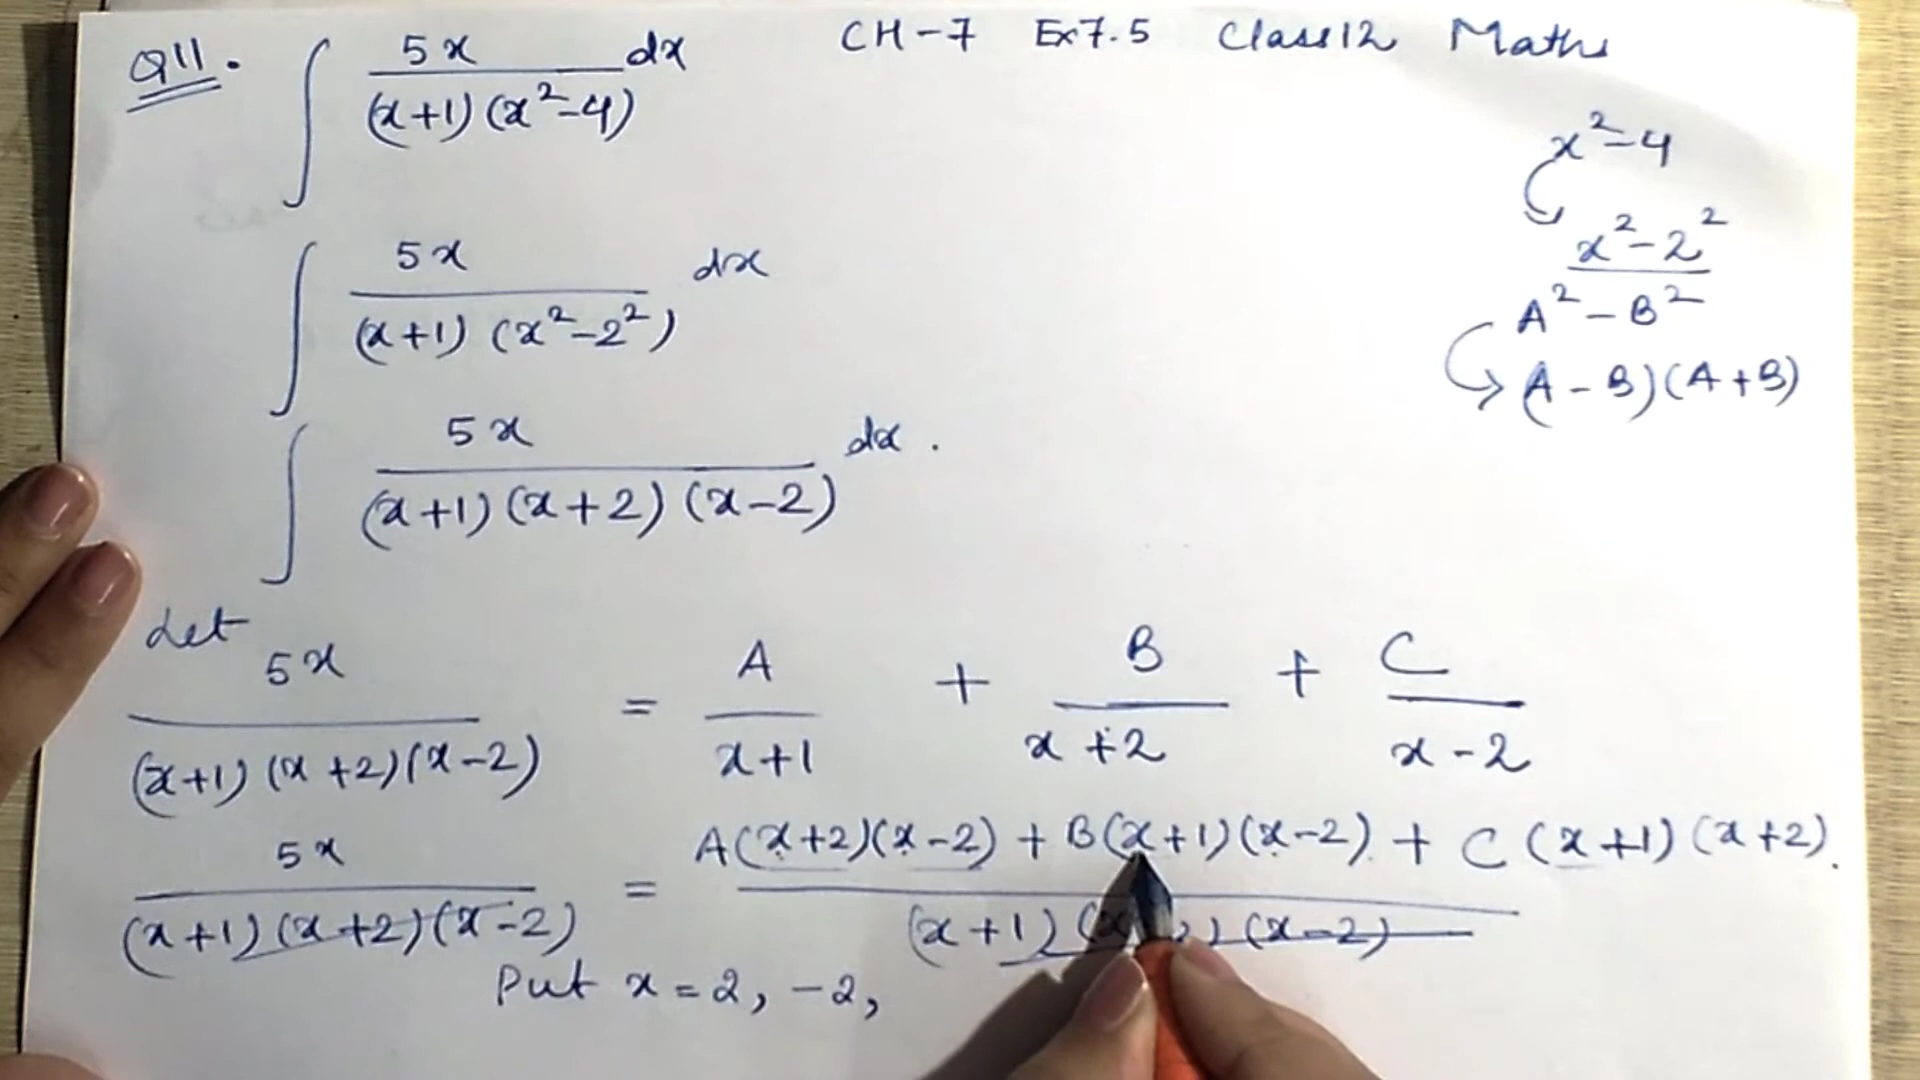 Q11. ∫ 5x/((x+1)(x²-4)) dx CH-7 Ex7.5 Class12 Maths
x²-4
x²-2²
A²-B²
(A-B)(A+B)
∫ 5x/((x+1)(x²-2²)) dx
∫ 5x/((x+1)(x+2)(x-2)) dx.
Let
5x/((x+1)(x+2)(x-2)) = A/(x+1) + B/(x+2) + C/(x-2)
5x/((x+1)(x+2)(x-2)) = (A(x+2)(x-2) + B(x+1)(x-2) + C(x+1)(x+2))/((x+1)(x 2)(x-2))
Put x=2, -2,